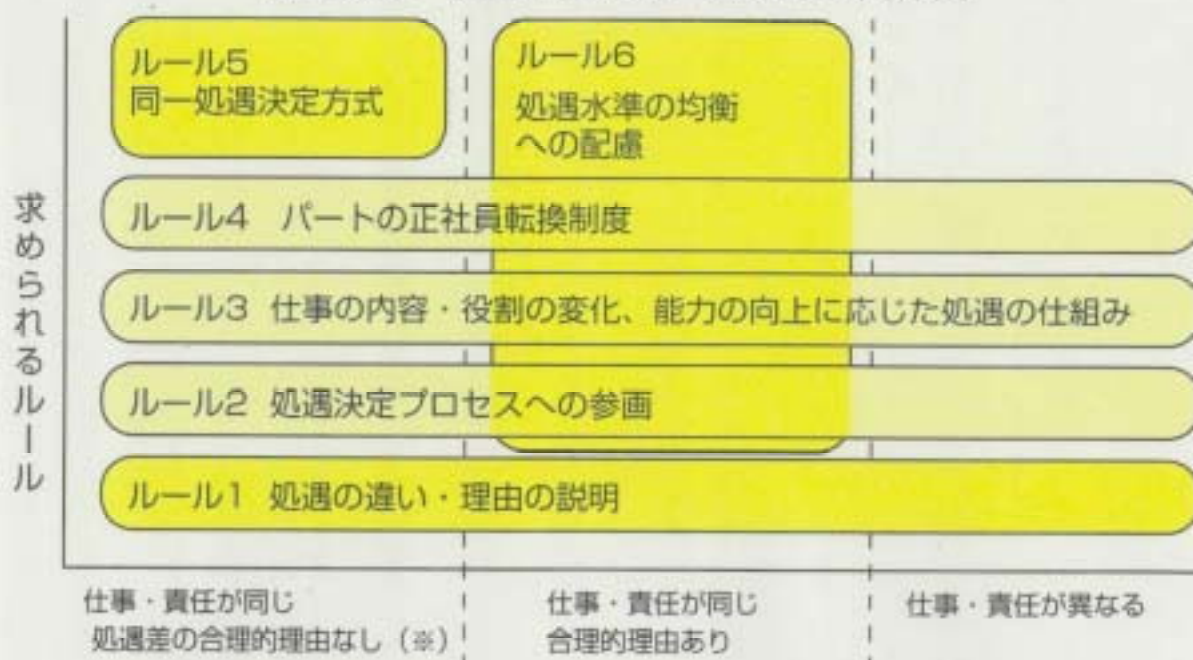 ルール5
同一処遇決定方式
ルール6
処遇水準の均衡
への配慮
求められるルール
ルール4 パートの正社員転換制度
ルール3 仕事の内容・役割の変化、能力の向上に応じた処遇の仕組み
ルール2 処遇決定プロセスへの参画
ルール1 処遇の違い・理由の説明
仕事・責任が同じ
処遇差の合理的理由なし（※）
仕事・責任が同じ
合理的理由あり
仕事・責任が異なる